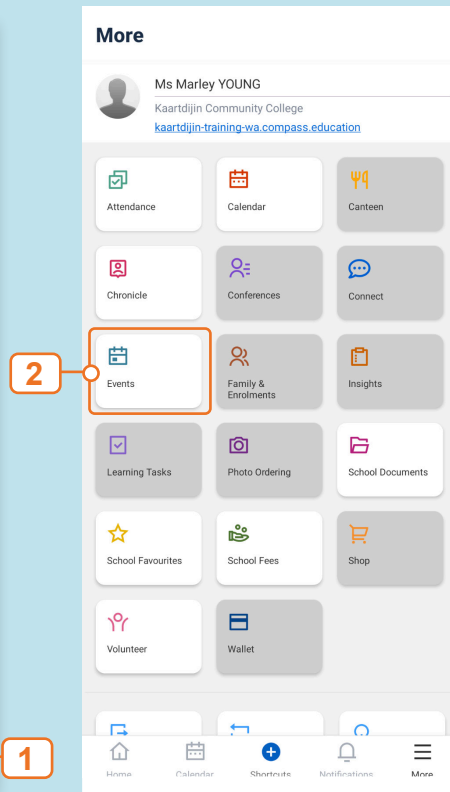 More
Ms Marley YOUNG
Kaartdijin Community College
kaartdijin-training-wa.compass.education
Attendance
Calendar
Canteen
Chronicle
Conferences
Connect
2
Events
Family &
Enrolments
Insights
Learning Tasks
Photo Ordering
School Documents
School Favourites
School Fees
Shop
Volunteer
Wallet
1
Home
Calendar
Shortcuts
Notifications
More